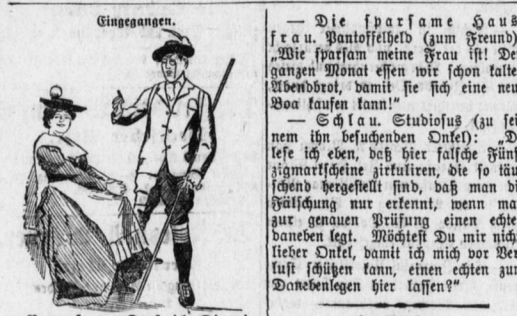 Eingegangen.
— Die sparsame Haus
frau. Pantoffelheld (zum Freund)
„Wie sparsam meine Frau ist! De
ganzen Monat essen wir schon kalte
Abendbrot, damit sie sich eine neu
Boa kaufen kann!"
— Schlau. Studiosus (zu sei
nem ihn besuchenden Onkel): „D
lese ich eben, daß hier falsche Fünf
zigmarkscheine zirkuliren, die so täu
schend hergestellt sind, daß man di
Fälschung nur erkennt, wenn ma
zur genauen Prüfung einen echte
daneben legt. Möchtest Du mir nich
lieber Onkel, damit ich mich vor Ver
lust schützen kann, einen echten zur
Danebenlegen hier lassen?"